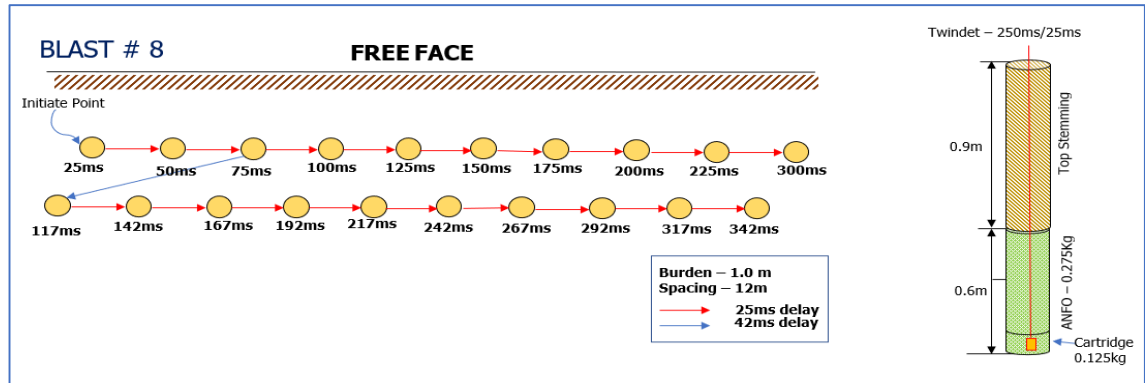 BLAST # 8
FREE FACE
Initiate Point
25ms 50ms 75ms 100ms 125ms 150ms 175ms 200ms 225ms 300ms
117ms 142ms 167ms 192ms 217ms 242ms 267ms 292ms 317ms 342ms
Burden – 1.0 m
Spacing – 12m
25ms delay
42ms delay
Twindet – 250ms/25ms
0.9m
Top Stemming
0.6m
ANFO – 0.275Kg
Cartridge
0.125kg